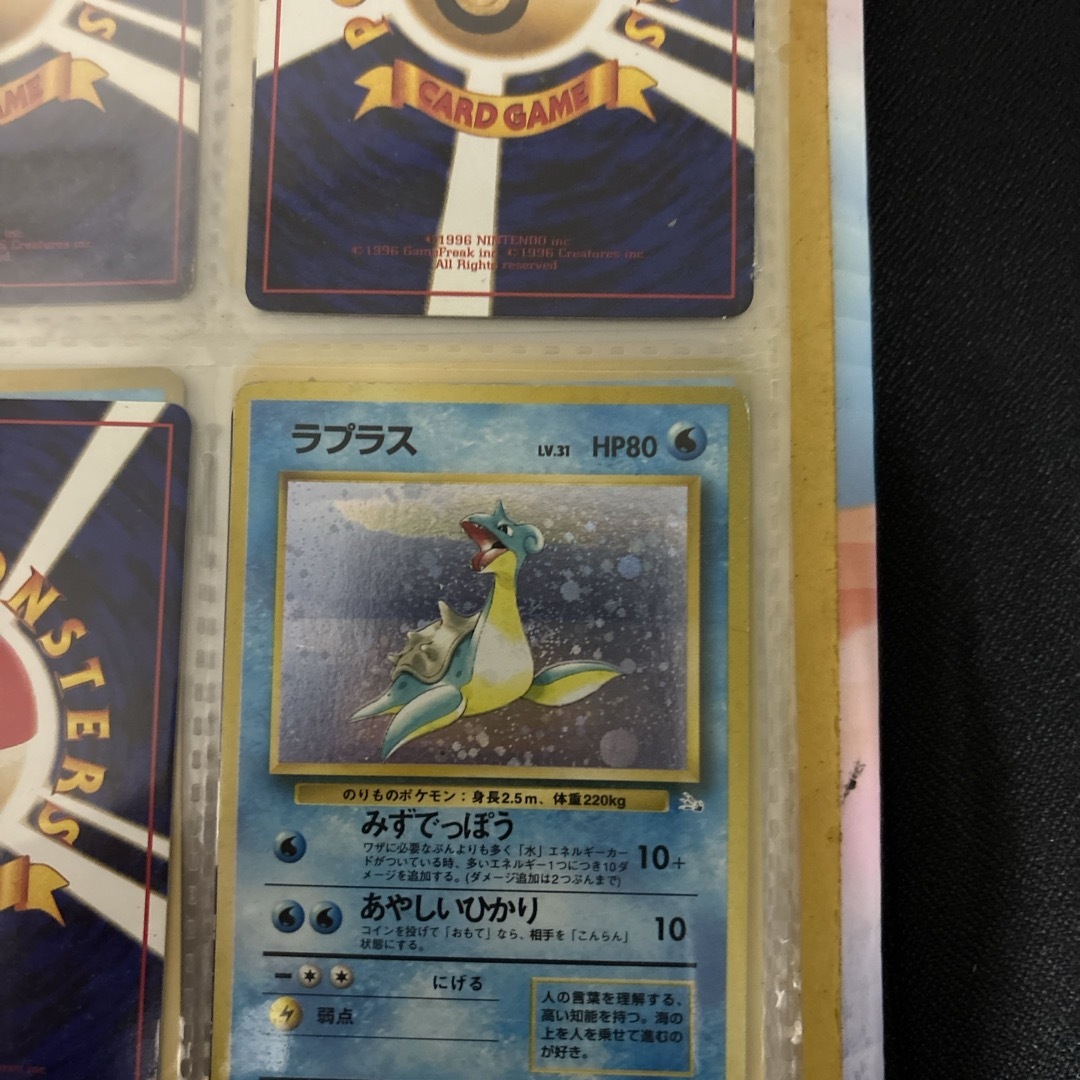 AME
CARD GAME
©1996 NINTENDO inc
©1996 GameFreak inc. ©1996 Creatures inc
All Rights reserved
inc.
Creatures inc
ONSTERS
ラプラス LV.31 HP80
のりものポケモン：身長2.5m、体重220kg
みずでっぽう
ワザに必要なぶんよりも多く「水」エネルギーカー
ドがついている時、多いエネルギー1つにつき10ダ
メージを追加する。(ダメージ追加は2つぶんまで)
10+
あやしいひかり
コインを投げて「おもて」なら、相手を「こんらん」
状態にする。
10
にげる
弱点
人の言葉を理解する、
高い知能を持つ。海の
上を人を乗せて進むの
が好き。